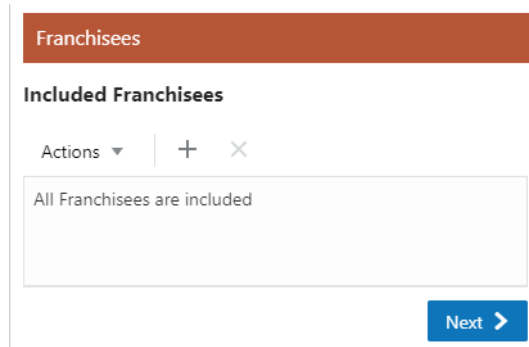 Franchisees
Included Franchisees
Actions
All Franchisees are included
Next